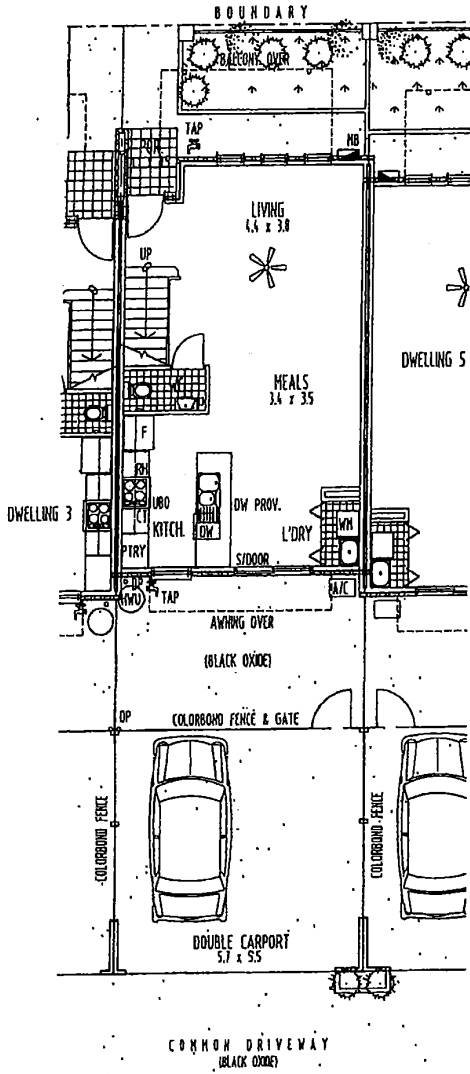 BOUNDARY
BALCONY OVER
TAP
POR.
MB
LIVING
4.4 x 3.8
UP
DWELLING 5
MEALS
3.4 x 3.5
F
RH
UBO
CT
KITCH.
DW PROV.
DW
DWELLING 3
L'DRY
WM
PTRY
S/DOOR
DP
HWU
TAP
A/C
AWNING OVER
(BLACK OXIDE)
DP
COLORBOND FENCE & GATE
COLORBOND FENCE
COLORBOND FENCE
DOUBLE CARPORT
5.7 x 5.5
COMMON DRIVEWAY
(BLACK OXIDE)